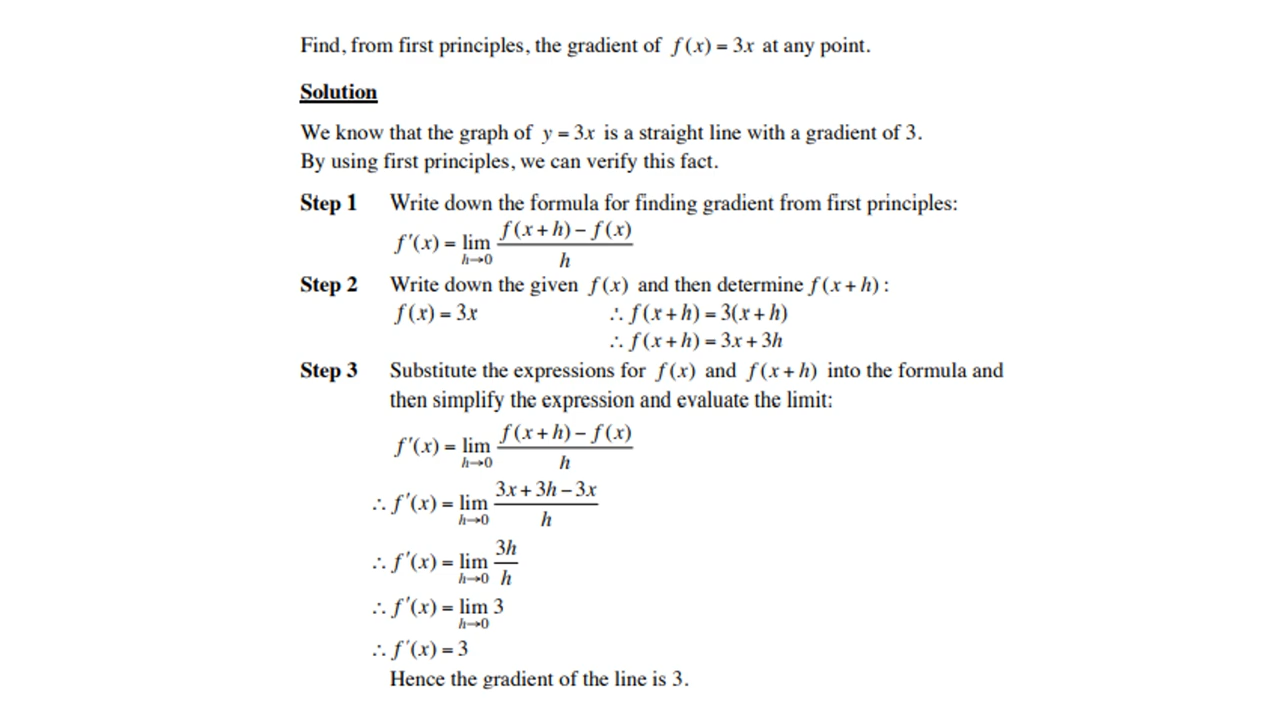 Find, from first principles, the gradient of f(x) = 3x at any point.
Solution
We know that the graph of y = 3x is a straight line with a gradient of 3.
By using first principles, we can verify this fact.
Step 1 Write down the formula for finding gradient from first principles:
f′(x) = lim h→0 f(x+h) − f(x) / h
Step 2 Write down the given f(x) and then determine f(x+h):
f(x) = 3x ∴ f(x+h) = 3(x+h)
∴ f(x+h) = 3x + 3h
Step 3 Substitute the expressions for f(x) and f(x+h) into the formula and
then simplify the expression and evaluate the limit:
f′(x) = lim h→0 f(x+h) − f(x) / h
∴ f′(x) = lim h→0 3x + 3h − 3x / h
∴ f′(x) = lim h→0 3h / h
∴ f′(x) = lim h→0 3
∴ f′(x) = 3
Hence the gradient of the line is 3.